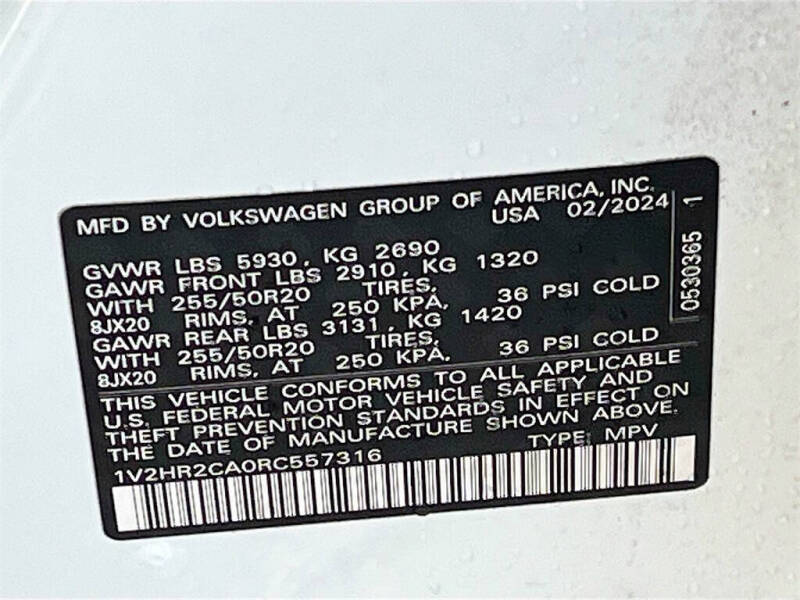 MFD BY VOLKSWAGEN GROUP OF AMERICA, INC.
USA 02/2024
GVWR LBS 5930, KG 2690
GAWR FRONT LBS 2910, KG 1320
WITH 255/50R20 TIRES,
8JX20 RIMS, AT 250 KPA, 36 PSI COLD
GAWR REAR LBS 3131, KG 1420
WITH 255/50R20 TIRES,
8JX20 RIMS, AT 250 KPA, 36 PSI COLD
THIS VEHICLE CONFORMS TO ALL APPLICABLE
U.S. FEDERAL MOTOR VEHICLE SAFETY AND
THEFT PREVENTION STANDARDS IN EFFECT ON
THE DATE OF MANUFACTURE SHOWN ABOVE.
1V2HR2CA0RC557316 TYPE: MPV
0530365 1